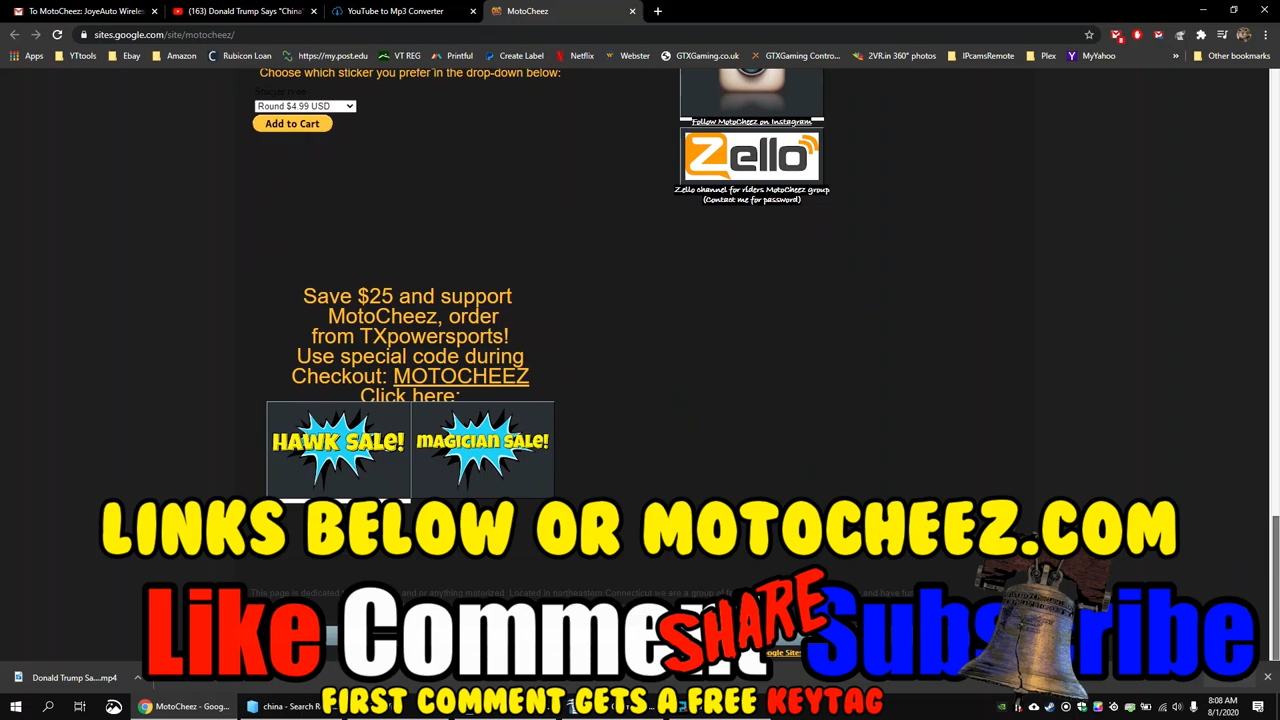 To MotoCheez: JoyeAuto Wireles
(163) Donald Trump Says "China'
YouTube to Mp3 Converter
MotoCheez
sites.google.com/site/motocheez/
Apps
YTtools
Ebay
Amazon
Rubicon Loan
https://my.post.edu
VT REG
Printful
Create Label
Netflix
Webster
GTXGaming.co.uk
GTXGaming Contro...
2VR.in 360° photos
IPcamsRemote
Plex
MyYahoo
Other bookmarks
Choose which sticker you prefer in the drop-down below:
Round $4.99 USD
Add to Cart
Follow MotoCheez on Instagram
Zello
Zello channel for riders MotoCheez group
(Contact me for password)
Save $25 and support
MotoCheez, order
from TXpowersports!
Use special code during
Checkout: MOTOCHEEZ
Click here:
HAWK SALE!
MAGICIAN SALE!
LINKS BELOW OR MOTOCHEEZ.COM
Like Comment SHARE Subscribe
FIRST COMMENT GETS A FREE KEYTAG
Donald Trump Sa....mp4
MotoCheez - Goog...
china - Search R
8:08 AM
8/1/2020